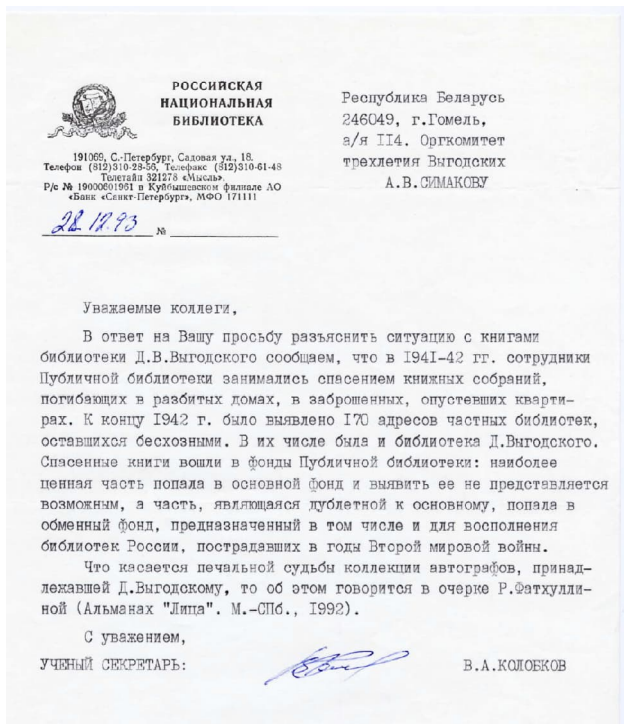 РОССИЙСКАЯ
НАЦИОНАЛЬНАЯ
БИБЛИОТЕКА
191069, С.-Петербург, Садовая ул., 18.
Телефон (812)310-28-56, Телефакс (812)310-61-48
Телетайп 321278 «Мысль».
Р/с № 19000601961 в Куйбышевском филиале АО
«Банк «Санкт-Петербург», МФО 171111
28.12.93 №
Республика Беларусь
246049, г.Гомель,
а/я II4. Оргкомитет
трехлетия Выгодских
А.В.СИМАКОВУ
Уважаемые коллеги,
В ответ на Вашу просьбу разъяснить ситуацию с книгами
библиотеки Д.В.Выгодского сообщаем, что в I94I-42 гг. сотрудники
Публичной библиотеки занимались спасением книжных собраний,
погибающих в разбитых домах, в заброшенных, опустевших кварти-
рах. К концу I942 г. было выявлено I70 адресов частных библиотек,
оставшихся бесхозными. В их числе была и библиотека Д.Выгодского.
Спасенные книги вошли в фонды Публичной библиотеки: наиболее
ценная часть попала в основной фонд и выявить ее не представляется
возможным, а часть, являющаяся дублетной к основному, попала в
обменный фонд, предназначенный в том числе и для восполнения
библиотек России, пострадавших в годы Второй мировой войны.
Что касается печальной судьбы коллекции автографов, принад-
лежавшей Д.Выгодскому, то об этом говорится в очерке Р.Фатхулли-
ной (Альманах "Лица". М.-СПб., I992).
С уважением,
УЧЕНЫЙ СЕКРЕТАРЬ: В.А.КОЛОБКОВ